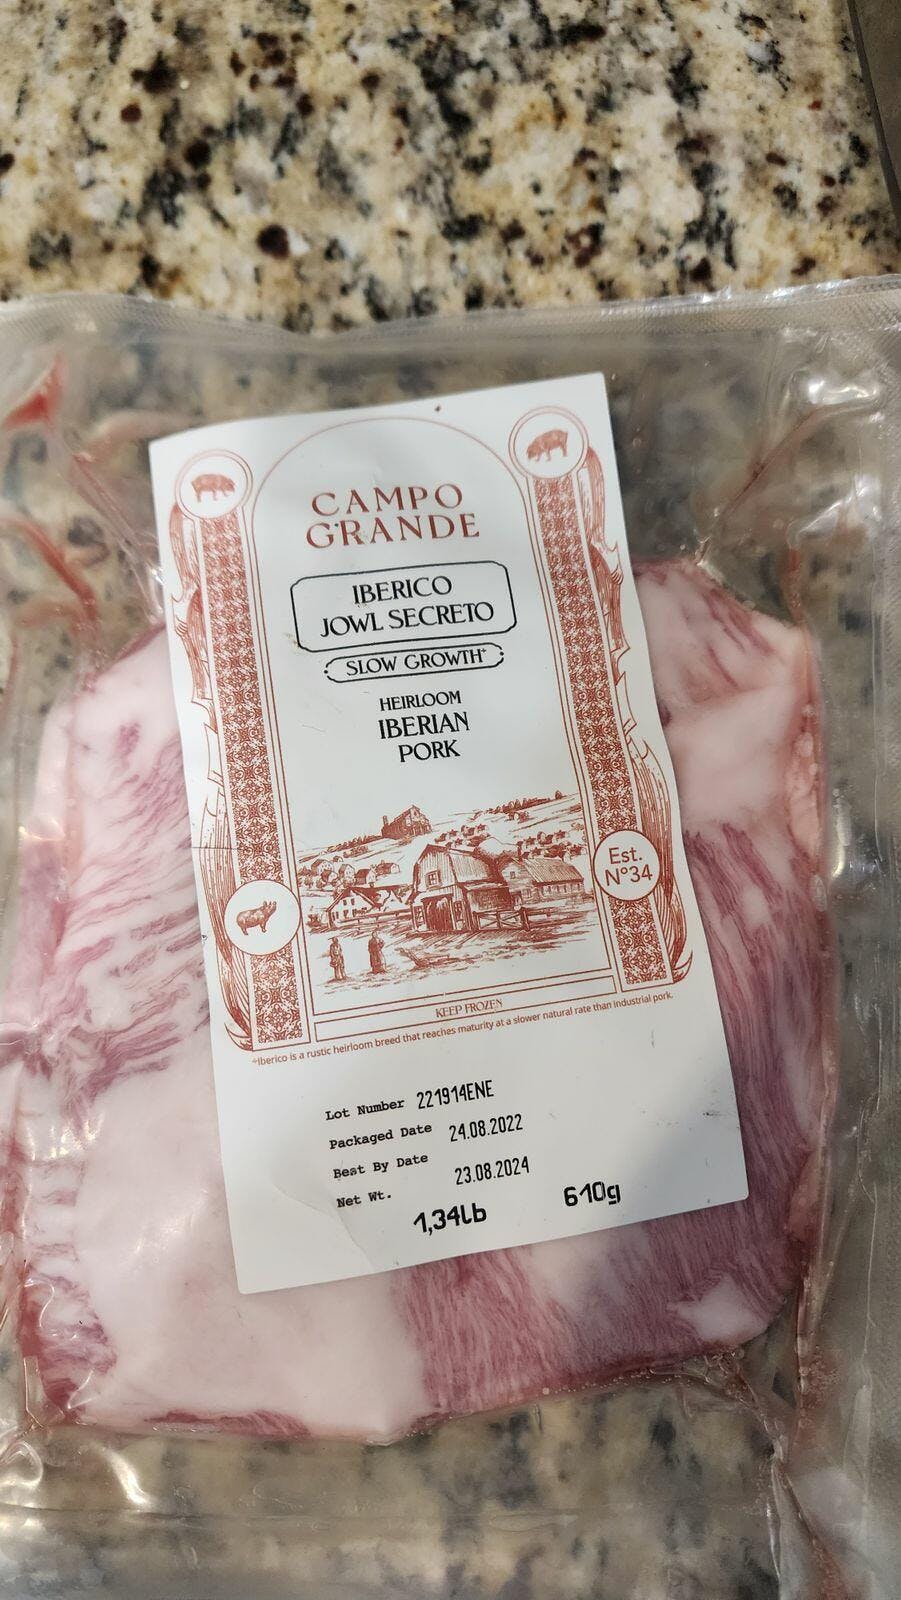 CAMPO
GRANDE
IBERICO
JOWL SECRETO
SLOW GROWTH+
HEIRLOOM
IBERIAN
PORK
Est.
N°34
KEEP FROZEN
+Iberico is a rustic heirloom breed that reaches maturity at a slower natural rate than industrial pork.
Lot Number 221914ENE
Packaged Date 24.08.2022
Best By Date 23.08.2024
Net Wt. 1,34lb 610g